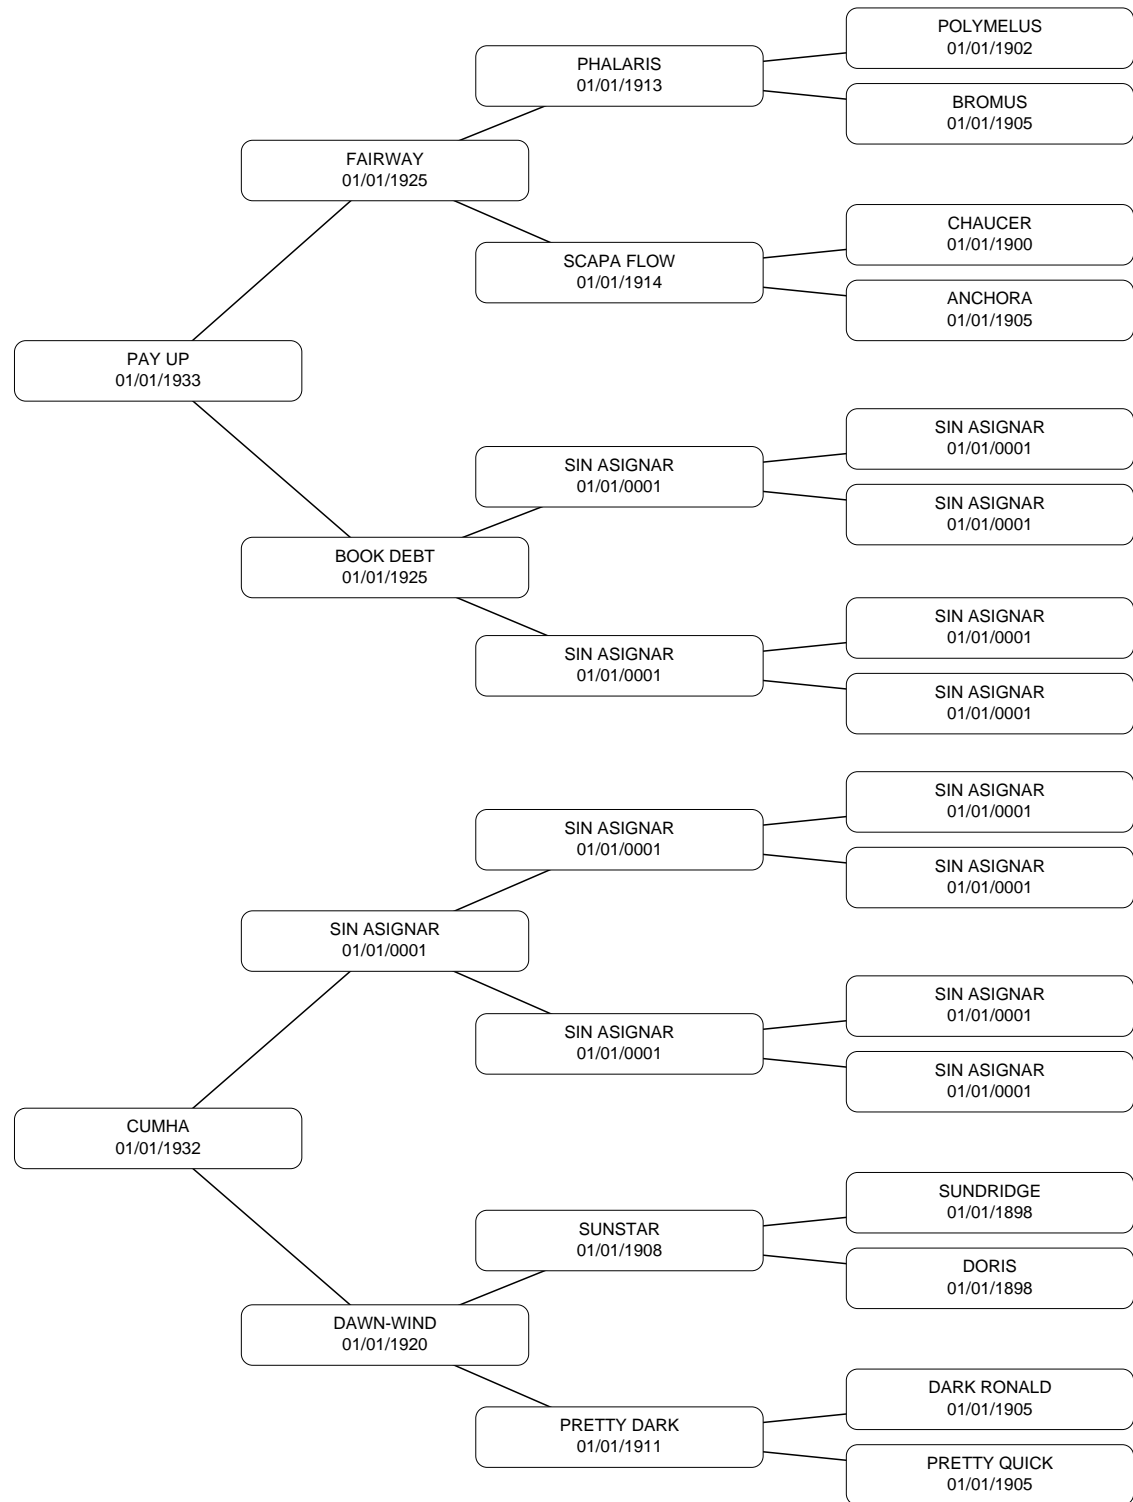 POLYMELUS
01/01/1902
PHALARIS
01/01/1913
BROMUS
01/01/1905
FAIRWAY
01/01/1925
CHAUCER
01/01/1900
SCAPA FLOW
01/01/1914
ANCHORA
01/01/1905
PAY UP
01/01/1933
SIN ASIGNAR
01/01/0001
SIN ASIGNAR
01/01/0001
SIN ASIGNAR
01/01/0001
BOOK DEBT
01/01/1925
SIN ASIGNAR
01/01/0001
SIN ASIGNAR
01/01/0001
SIN ASIGNAR
01/01/0001
SIN ASIGNAR
01/01/0001
SIN ASIGNAR
01/01/0001
SIN ASIGNAR
01/01/0001
SIN ASIGNAR
01/01/0001
SIN ASIGNAR
01/01/0001
SIN ASIGNAR
01/01/0001
SIN ASIGNAR
01/01/0001
CUMHA
01/01/1932
SUNDRIDGE
01/01/1898
SUNSTAR
01/01/1908
DORIS
01/01/1898
DAWN-WIND
01/01/1920
DARK RONALD
01/01/1905
PRETTY DARK
01/01/1911
PRETTY QUICK
01/01/1905